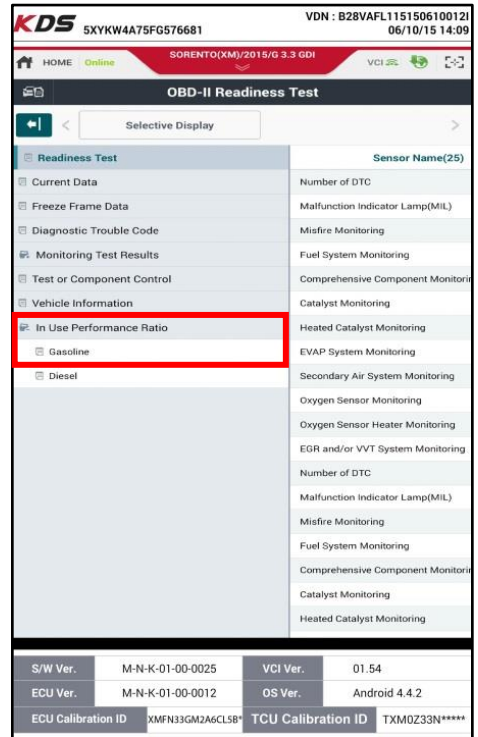 KDS 5XYKW4A75FG576681
VDN : B28VAFL115150610012I
06/10/15 14:09
HOME Online
SORENTO(XM)/2015/G 3.3 GDI
VCI
OBD-II Readiness Test
< Selective Display >
Readiness Test
Current Data
Freeze Frame Data
Diagnostic Trouble Code
Monitoring Test Results
Test or Component Control
Vehicle Information
In Use Performance Ratio
Gasoline
Diesel
Sensor Name(25)
Number of DTC
Malfunction Indicator Lamp(MIL)
Misfire Monitoring
Fuel System Monitoring
Comprehensive Component Monitorin
Catalyst Monitoring
Heated Catalyst Monitoring
EVAP System Monitoring
Secondary Air System Monitoring
Oxygen Sensor Monitoring
Oxygen Sensor Heater Monitoring
EGR and/or VVT System Monitoring
Number of DTC
Malfunction Indicator Lamp(MIL)
Misfire Monitoring
Fuel System Monitoring
Comprehensive Component Monitorin
Catalyst Monitoring
Heated Catalyst Monitoring
S/W Ver. M-N-K-01-00-0025 VCI Ver. 01.54
ECU Ver. M-N-K-01-00-0012 OS Ver. Android 4.4.2
ECU Calibration ID XMFN33GM2A6CL5B* TCU Calibration ID TXM0Z33N*****